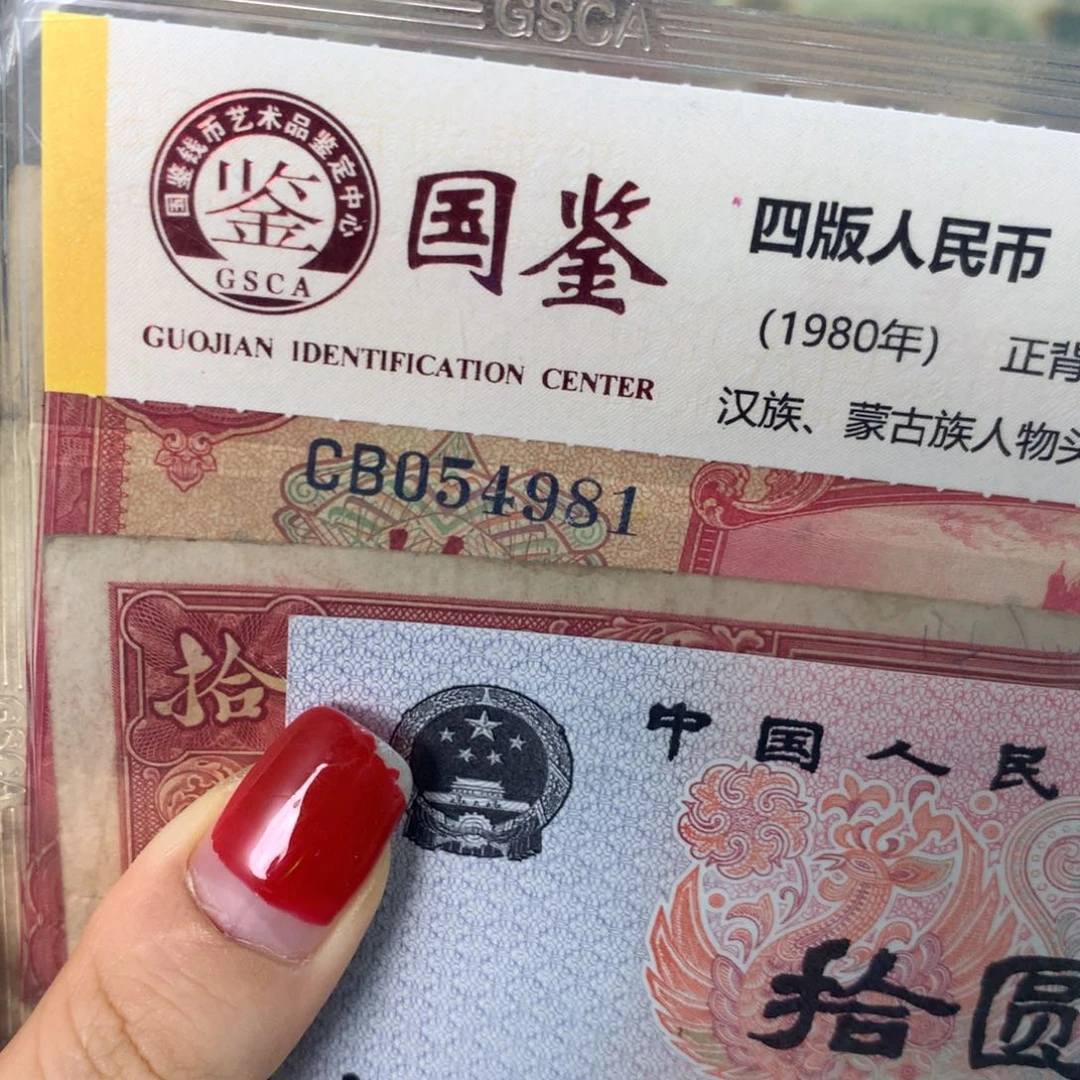 GSCA
国鉴钱币艺术品鉴定中心
鉴
GSCA
国鉴
GUOJIAN IDENTIFICATION CENTER
四版人民币
(1980年) 正背
汉族、蒙古族人物头
CB054981
拾
中国人民
拾圆